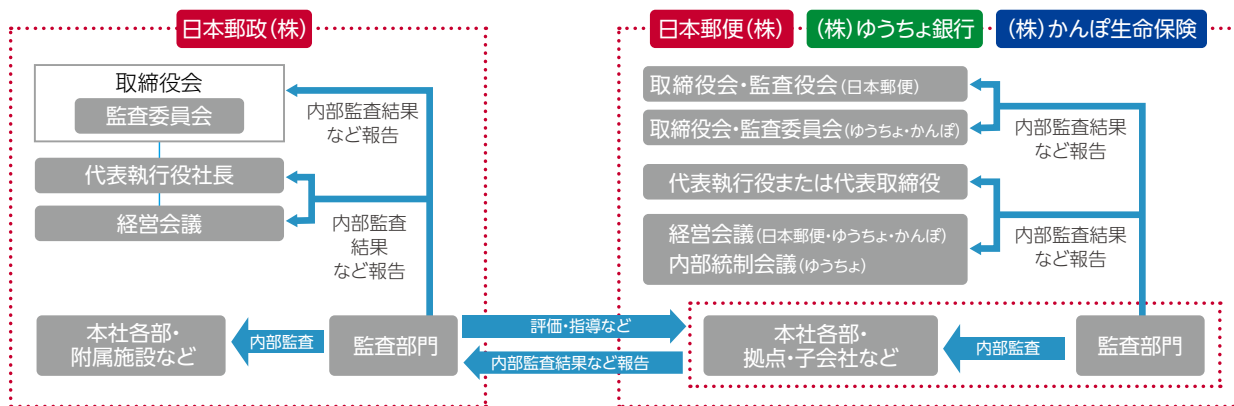 日本郵政(株)
取締役会
監査委員会
内部監査結果
など報告
代表執行役社長
経営会議
内部監査
結果
など報告
本社各部・
附属施設など
内部監査
監査部門
評価・指導など
内部監査結果など報告
日本郵便(株)
(株)ゆうちょ銀行
(株)かんぽ生命保険
取締役会・監査役会(日本郵便)
取締役会・監査委員会(ゆうちょ・かんぽ)
内部監査結果
など報告
代表執行役または代表取締役
経営会議(日本郵便・ゆうちょ・かんぽ)
内部統制会議(ゆうちょ)
内部監査結果
など報告
本社各部・
拠点・子会社など
内部監査
監査部門